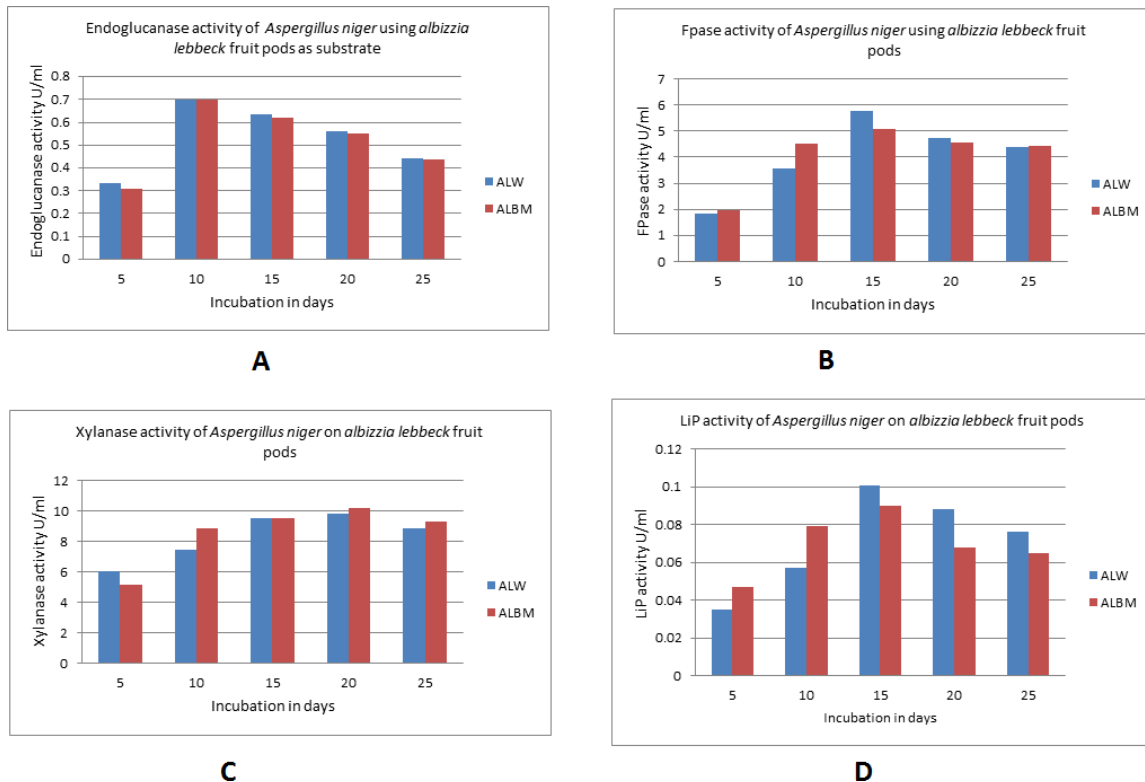 Endoglucanase activity of Aspergillus niger using albizzia
lebbeck fruit pods as substrate
Endoglucanase activity U/ml
0.8
0.7
0.6
0.5
0.4
0.3
0.2
0.1
0
5 10 15 20 25
Incubation in days
ALW
ALBM
A
Fpase activity of Aspergillus niger using albizzia lebbeck fruit
pods
FPase activity U/ml
7
6
5
4
3
2
1
0
5 10 15 20 25
Incubation in days
ALW
ALBM
B
Xylanase activity of Aspergillus niger on albizzia lebbeck fruit
pods
Xylanase activity U/ml
12
10
8
6
4
2
0
5 10 15 20 25
Incubation in days
ALW
ALBM
C
LiP activity of Aspergillus niger on albizzia lebbeck fruit pods
LiP activity U/ml
0.12
0.1
0.08
0.06
0.04
0.02
0
5 10 15 20 25
Incubation in days
ALW
ALBM
D